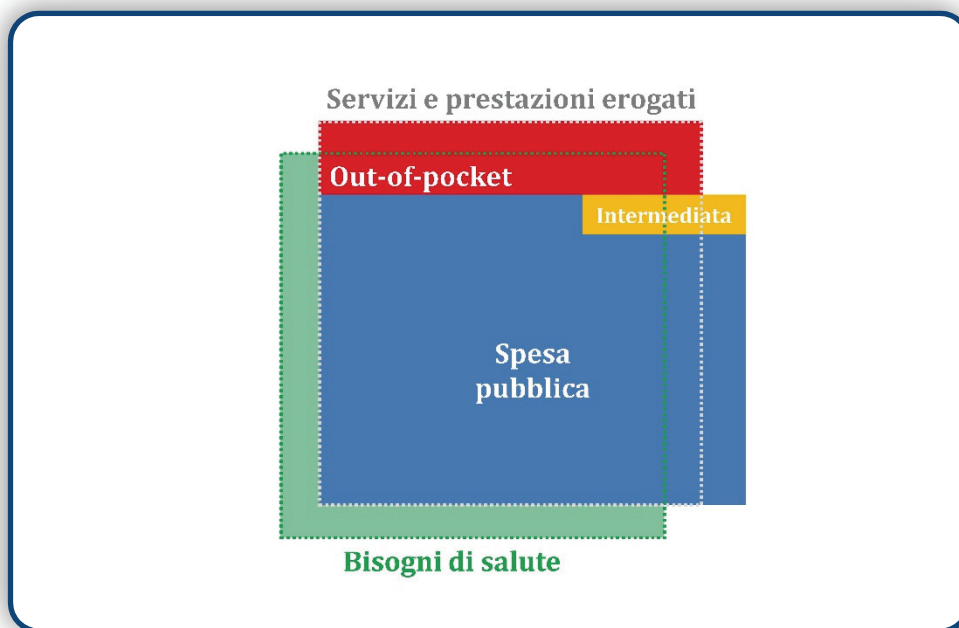 Servizi e prestazioni erogati
Out-of-pocket
Intermediata
Spesa
pubblica
Bisogni di salute